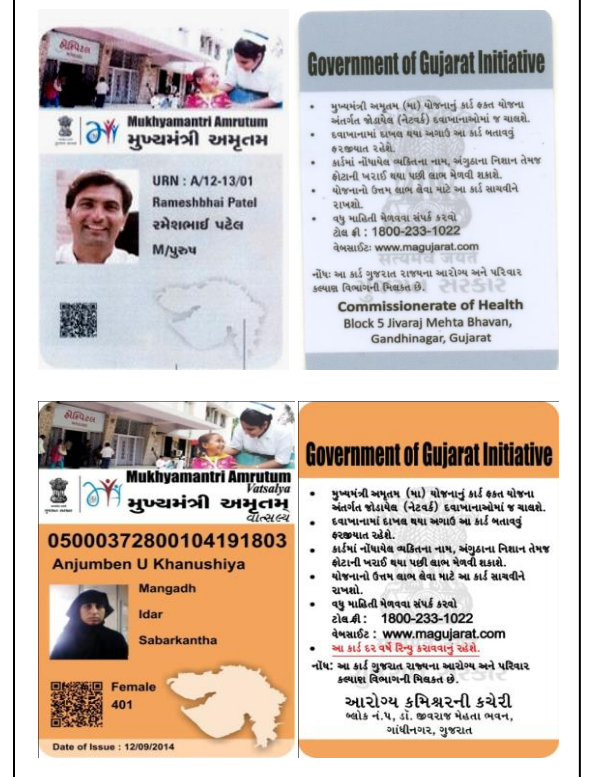 હોસ્પિટલ
Mukhyamantri Amrutum
મુખ્યમંત્રી અમૃતમ
URN : A/12-13/01
Rameshbhai Patel
રમેશભાઈ પટેલ
M/પુરુષ
Government of Gujarat Initiative
• મુખ્યમંત્રી અમૃતમ (મા) યોજનાનું કાર્ડ ફક્ત યોજના
અંતર્ગત જોડાયેલ (નેટવર્ક) દવાખાનાઓમાં જ ચાલશે.
• દવાખાનામાં દાખલ થયા અગાઉ આ કાર્ડ બતાવવું
ફરજીયાત રહેશે.
• કાર્ડમાં નોંધાયેલ વ્યક્તિના નામ, અંગુઠાના નિશાન તેમજ
ફોટાની ખરાઈ થયા પછી લાભ મેળવી શકાશે.
• યોજનાનો ઉત્તમ લાભ લેવા માટે આ કાર્ડ સાચવીને
રાખશો.
• વધુ માહિતી મેળવવા સંપર્ક કરવો
ટોલ ફ્રી : 1800-233-1022
વેબસાઈટઃ www.magujarat.com
सत्यमेव जयते
નોંધઃ આ કાર્ડ ગુજરાત રાજ્યના આરોગ્ય અને પરિવાર
કલ્યાણ વિભાગની મિલકત છે.
ગુજરાત સરકાર
Commissionerate of Health
Block 5 Jivaraj Mehta Bhavan,
Gandhinagar, Gujarat
હોસ્પિટલ
Mukhyamantri Amrutum
Vatsalya
મુખ્યમંત્રી અમૃતમ્
વાત્સલ્ય
05000372800104191803
Anjumben U Khanushiya
Mangadh
Idar
Sabarkantha
Female
401
Date of Issue : 12/09/2014
Government of Gujarat Initiative
• મુખ્યમંત્રી અમૃતમ (મા) યોજનાનું કાર્ડ ફક્ત યોજના
અંતર્ગત જોડાયેલ (નેટવર્ક) દવાખાનાઓમાં જ ચાલશે.
• દવાખાનામાં દાખલ થયા અગાઉ આ કાર્ડ બતાવવું
ફરજીયાત રહેશે.
• કાર્ડમાં નોંધાયેલ વ્યક્તિના નામ, અંગુઠાના નિશાન તેમજ
ફોટાની ખરાઈ થયા પછી લાભ મેળવી શકાશે.
• યોજનાનો ઉત્તમ લાભ લેવા માટે આ કાર્ડ સાચવીને
રાખશો.
• વધુ માહિતી મેળવવા સંપર્ક કરવો
ટોલ.ફ્રી : 1800-233-1022
વેબસાઈટ : www.magujarat.com
• આ કાર્ડ દર વર્ષે રિન્યુ કરાવવાનું રહેશે.
નોંધઃ આ કાર્ડ ગુજરાત રાજ્યના આરોગ્ય અને પરિવાર
કલ્યાણ વિભાગની મિલકત છે.
આરોગ્ય કમિશ્નરની કચેરી
બ્લોક નં.૫, ડૉ. જીવરાજ મેહતા ભવન,
ગાંધીનગર, ગુજરાત